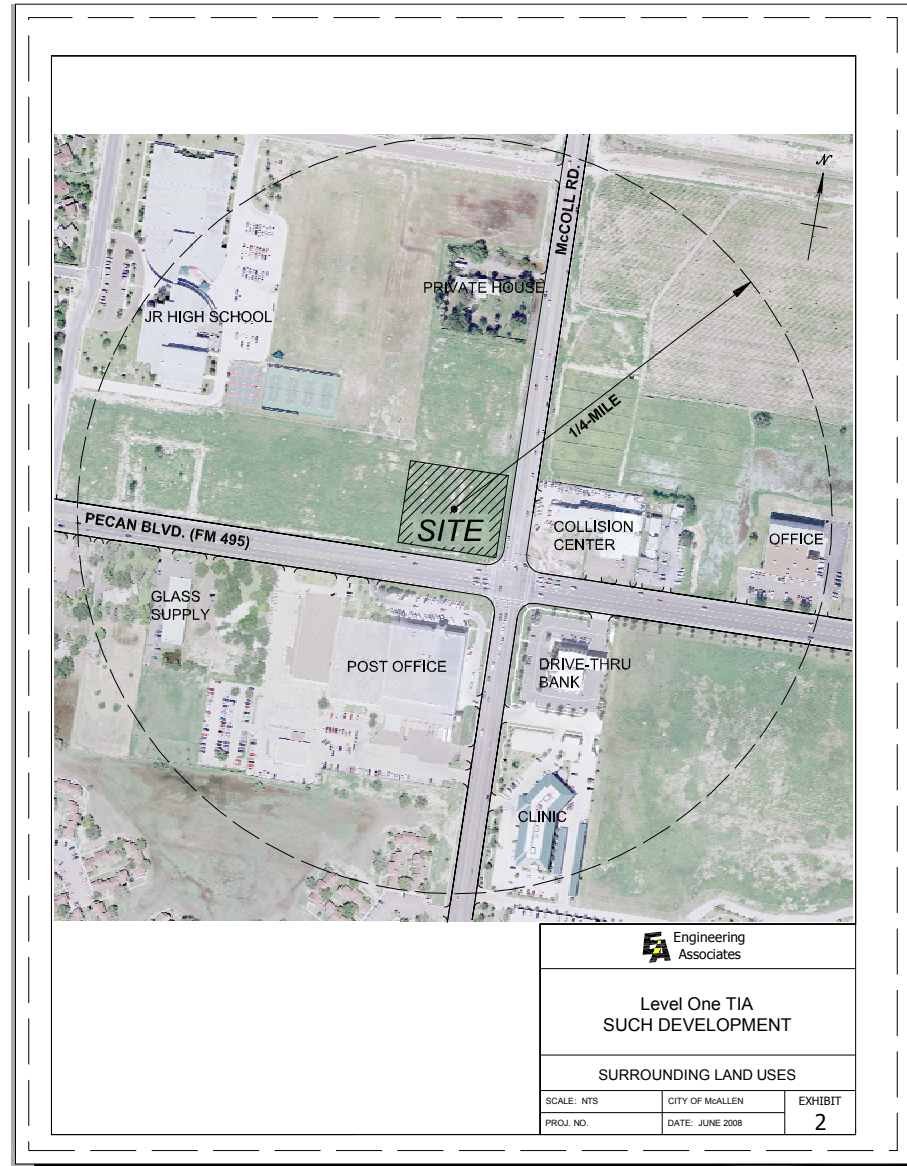 N
McCOLL RD.
PRIVATE HOUSE
JR HIGH SCHOOL
1/4-MILE
SITE
PECAN BLVD. (FM 495)
COLLISION
CENTER
OFFICE
GLASS
SUPPLY
POST OFFICE
DRIVE-THRU
BANK
CLINIC
EA Engineering
Associates
Level One TIA
SUCH DEVELOPMENT
SURROUNDING LAND USES
SCALE: NTS
CITY OF McALLEN
EXHIBIT
PROJ. NO.
DATE: JUNE 2008
2